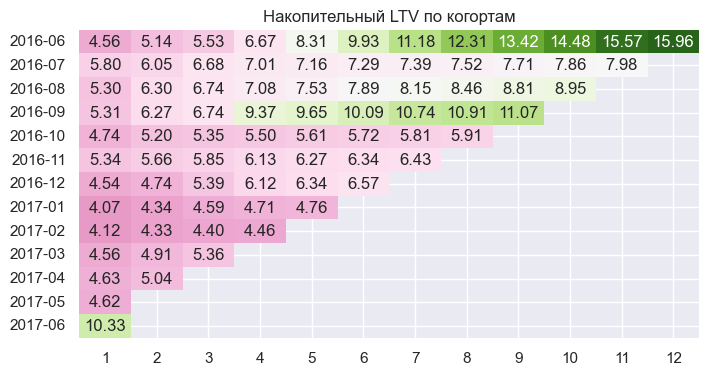 Накопительный LTV по когортам
2016-06 4.56 5.14 5.53 6.67 8.31 9.93 11.18 12.31 13.42 14.48 15.57 15.96
2016-07 5.80 6.05 6.68 7.01 7.16 7.29 7.39 7.52 7.71 7.86 7.98
2016-08 5.30 6.30 6.74 7.08 7.53 7.89 8.15 8.46 8.81 8.95
2016-09 5.31 6.27 6.74 9.37 9.65 10.09 10.74 10.91 11.07
2016-10 4.74 5.20 5.35 5.50 5.61 5.72 5.81 5.91
2016-11 5.34 5.66 5.85 6.13 6.27 6.34 6.43
2016-12 4.54 4.74 5.39 6.12 6.34 6.57
2017-01 4.07 4.34 4.59 4.71 4.76
2017-02 4.12 4.33 4.40 4.46
2017-03 4.56 4.91 5.36
2017-04 4.63 5.04
2017-05 4.62
2017-06 10.33
1 2 3 4 5 6 7 8 9 10 11 12